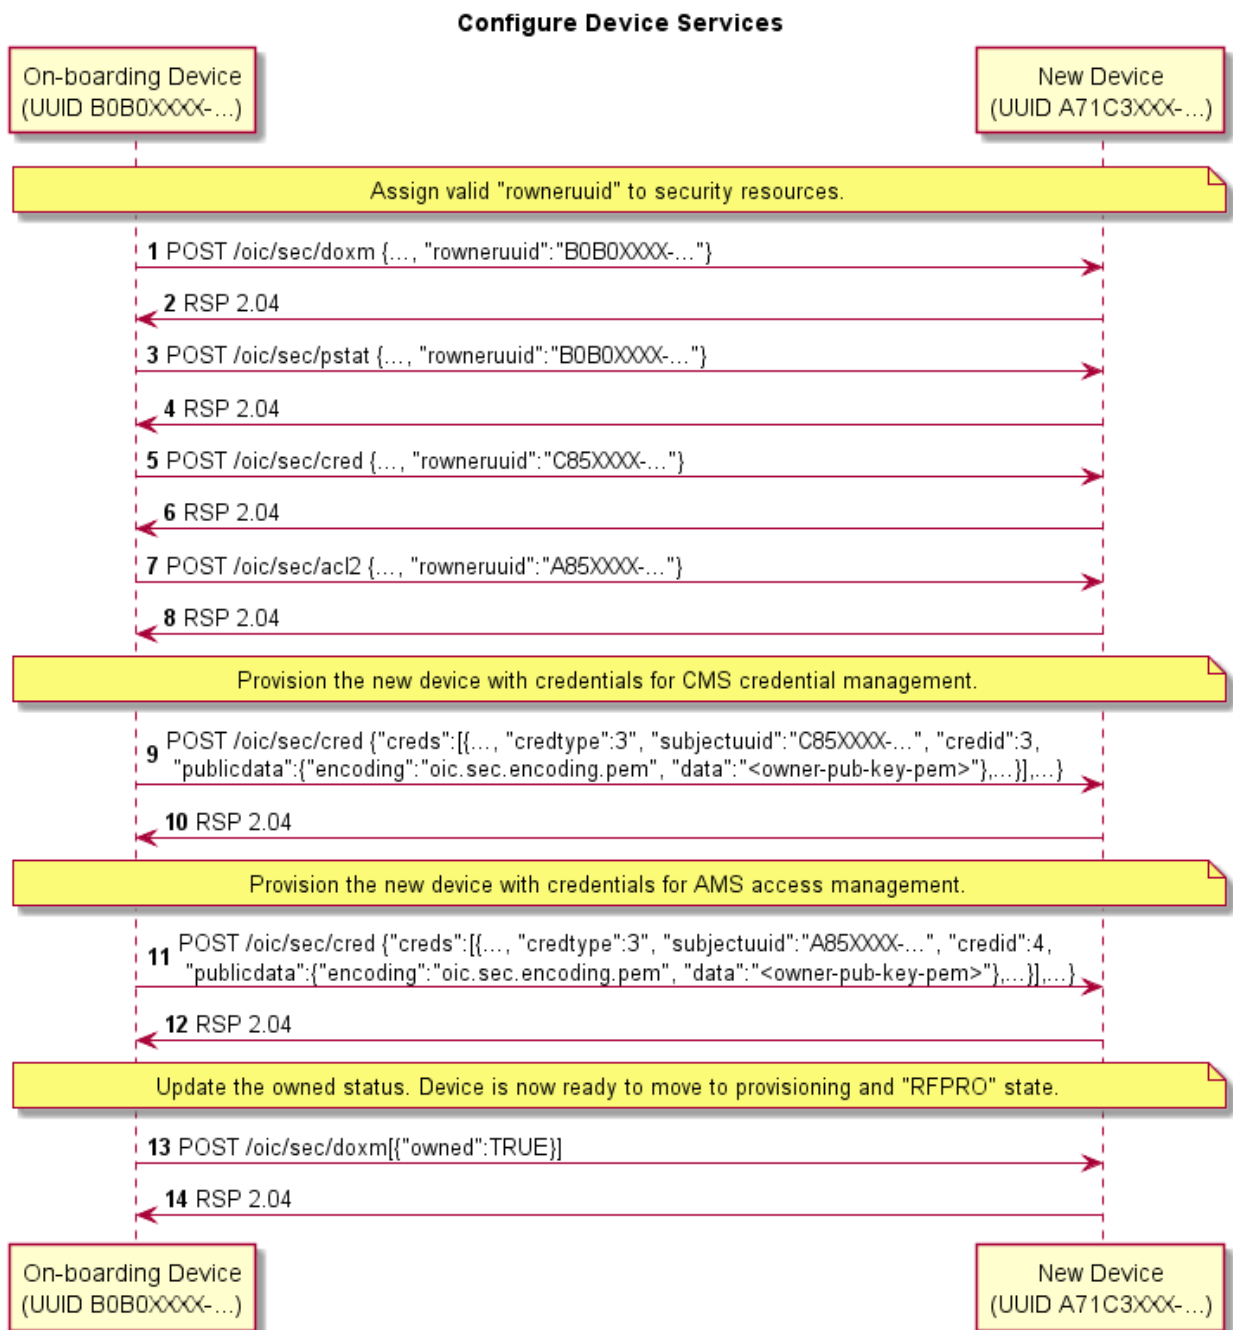 Configure Device Services
On-boarding Device
(UUID B0B0XXXX-...)
New Device
(UUID A71C3XXX-...)
Assign valid "rowneruuid" to security resources.
1 POST /oic/sec/doxm {..., "rowneruuid":"B0B0XXXX-..."}
2 RSP 2.04
3 POST /oic/sec/pstat {..., "rowneruuid":"B0B0XXXX-..."}
4 RSP 2.04
5 POST /oic/sec/cred {..., "rowneruuid":"C85XXXX-..."}
6 RSP 2.04
7 POST /oic/sec/acl2 {..., "rowneruuid":"A85XXXX-..."}
8 RSP 2.04
Provision the new device with credentials for CMS credential management.
9 POST /oic/sec/cred {"creds":[{..., "credtype":3", "subjectuuid":"C85XXXX-...", "credid":3,
"publicdata":{"encoding":"oic.sec.encoding.pem", "data":"<owner-pub-key-pem>"},...}],...}
10 RSP 2.04
Provision the new device with credentials for AMS access management.
11 POST /oic/sec/cred {"creds":[{..., "credtype":3", "subjectuuid":"A85XXXX-...", "credid":4,
"publicdata":{"encoding":"oic.sec.encoding.pem", "data":"<owner-pub-key-pem>"},...}],...}
12 RSP 2.04
Update the owned status. Device is now ready to move to provisioning and "RFPRO" state.
13 POST /oic/sec/doxm[{"owned":TRUE}]
14 RSP 2.04
On-boarding Device
(UUID B0B0XXXX-...)
New Device
(UUID A71C3XXX-...)